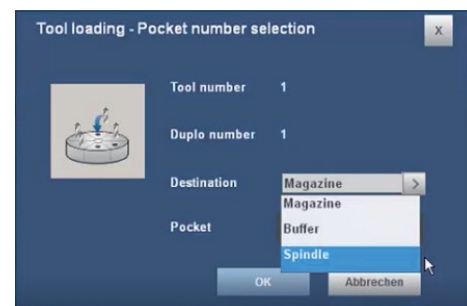 Tool loading - Pocket number selection
x
Tool number 1
Duplo number 1
Destination Magazine >
Magazine
Pocket Buffer
Spindle
OK Abbrechen